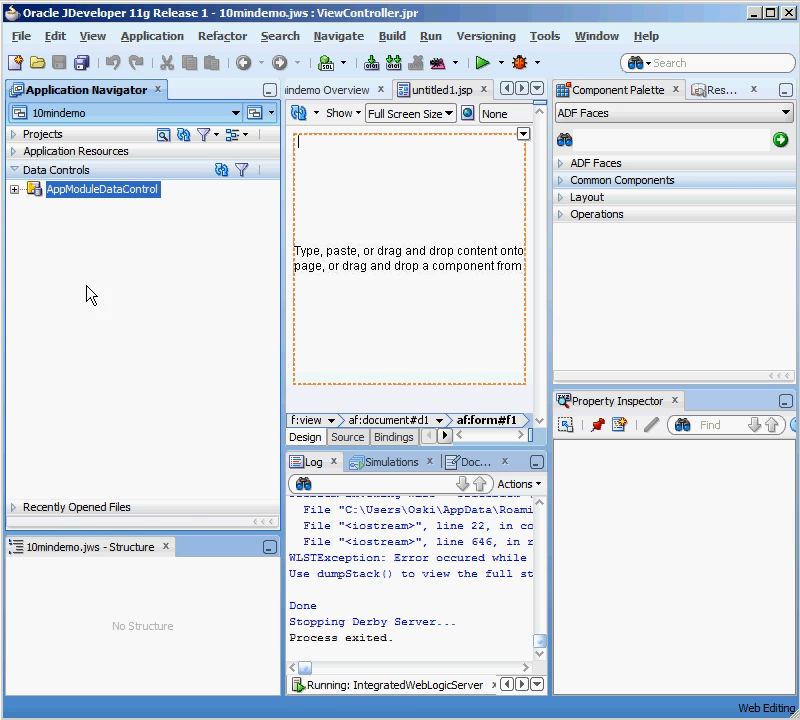 Oracle JDeveloper 11g Release 1 - 10mindemo.jws : ViewController.jpr
File Edit View Application Refactor Search Navigate Build Run Versioning Tools Window Help
Search
Application Navigator
10mindemo
Projects
Application Resources
Data Controls
AppModuleDataControl
Recently Opened Files
10mindemo.jws - Structure
No Structure
indemo Overview
untitled1.jsp
Show
Full Screen Size
None
Type, paste, or drag and drop content onto
page, or drag and drop a component from
f:view
af:document#d1
af:form#f1
Design Source Bindings
Log
Simulations
Doc...
Actions
File "C:\Users\Oski\AppData\Roami
File "<iostream>", line 22, in co
File "<iostream>", line 646, in r
WLSTException: Error occured while
Use dumpStack() to view the full st
Done
Stopping Derby Server...
Process exited.
Running: IntegratedWebLogicServer
Component Palette
Res...
ADF Faces
ADF Faces
Common Components
Layout
Operations
Property Inspector
Find
Web Editing